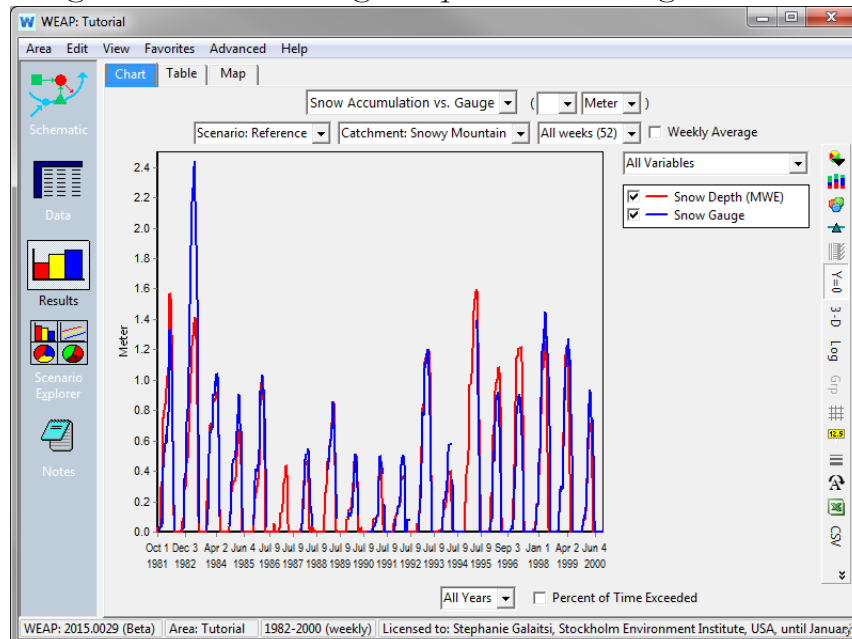 WEAP: Tutorial
Area Edit View Favorites Advanced Help
Chart Table Map
Snow Accumulation vs. Gauge ( Meter )
Scenario: Reference Catchment: Snowy Mountain All weeks (52) Weekly Average
All Variables
Snow Depth (MWE)
Snow Gauge
Schematic
Data
Results
Scenario
Explorer
Notes
Meter
2.4
2.2
2.0
1.8
1.6
1.4
1.2
1.0
0.8
0.6
0.4
0.2
0.0
Oct 1 Dec 3 Apr 2 Jun 4 Jul 9 Jul 9 Jul 9 Jul 9 Jul 9 Jul 9 Jul 9 Jul 9 Jul 9 Jul 9 Sep 3 Jan 1 Apr 2 Jun 4
1981 1982 1984 1985 1986 1987 1988 1989 1990 1991 1992 1993 1994 1995 1996 1998 1999 2000
All Years Percent of Time Exceeded
Y=0
3-D
Log
Grp
12.5
CSV
WEAP: 2015.0029 (Beta) Area: Tutorial 1982-2000 (weekly) Licensed to: Stephanie Galaitsi, Stockholm Environment Institute, USA, until January